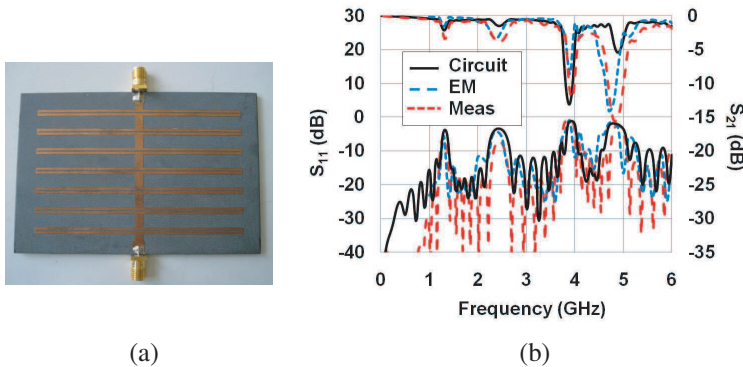 30
20
10
0
-10
-20
-30
-40
S11 (dB)
Circuit
EM
Meas
0
-5
-10
-15
-20
-25
-30
-35
S21 (dB)
0 1 2 3 4 5 6
Frequency (GHz)
(a)
(b)